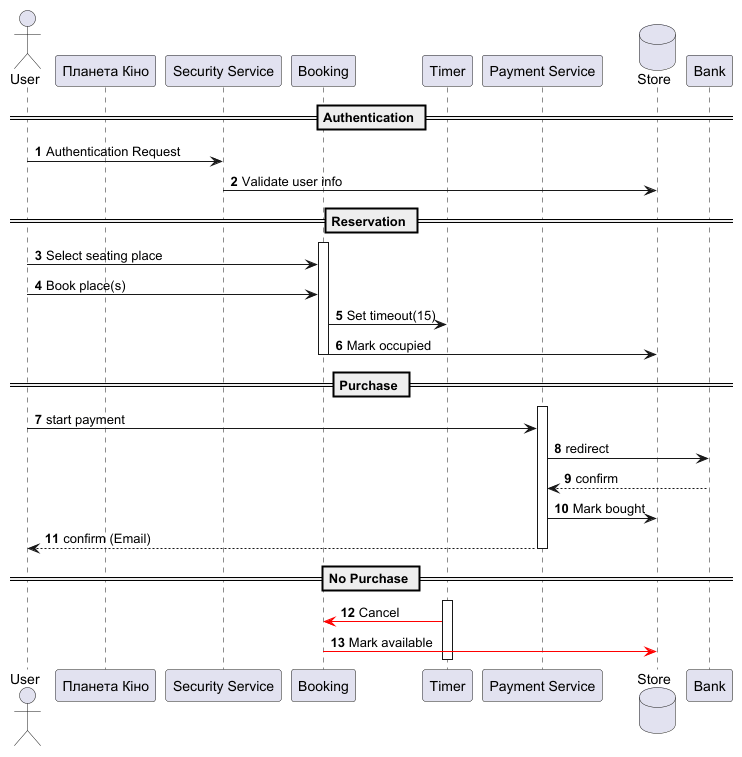 User
Планета Кіно
Security Service
Booking
Timer
Payment Service
Store
Bank
Authentication
1 Authentication Request
2 Validate user info
Reservation
3 Select seating place
4 Book place(s)
5 Set timeout(15)
6 Mark occupied
Purchase
7 start payment
8 redirect
9 confirm
10 Mark bought
11 confirm (Email)
No Purchase
12 Cancel
13 Mark available
User
Планета Кіно
Security Service
Booking
Timer
Payment Service
Store
Bank